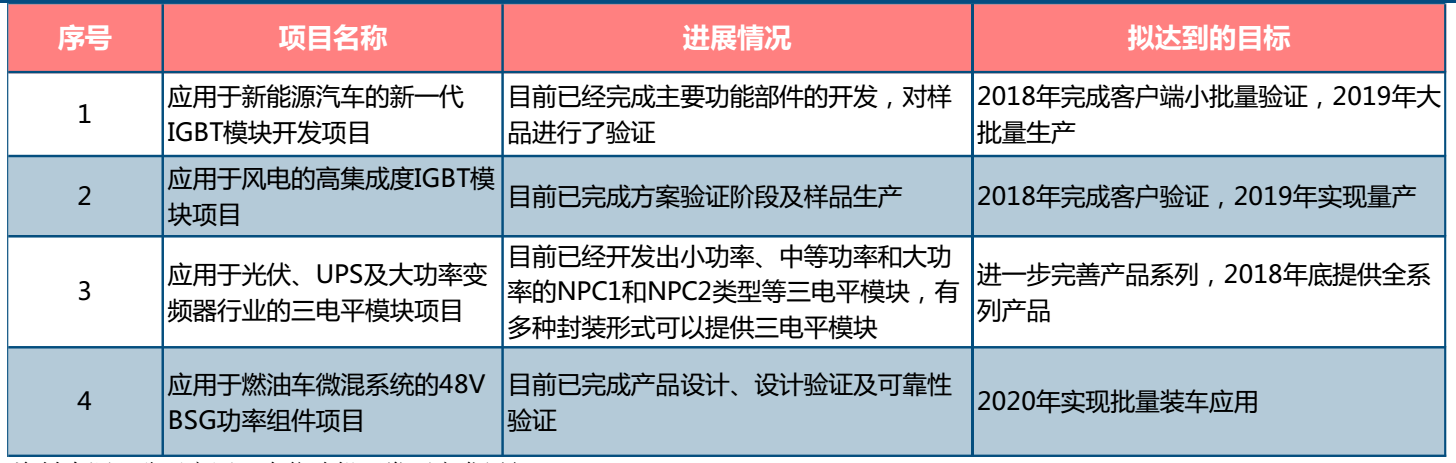 序号 项目名称 进展情况 拟达到的目标
1
应用于新能源汽车的新一代
IGBT模块开发项目
目前已经完成主要功能部件的开发，对样
品进行了验证
2018年完成客户端小批量验证，2019年大
批量生产
2
应用于风电的高集成度IGBT模
块项目
目前已完成方案验证阶段及样品生产
2018年完成客户验证，2019年实现量产
3
应用于光伏、UPS及大功率变
频器行业的三电平模块项目
目前已经开发出小功率、中等功率和大功
率的NPC1和NPC2类型等三电平模块，有
多种封装形式可以提供三电平模块
进一步完善产品系列，2018年底提供全系
列产品
4
应用于燃油车微混系统的48V
BSG功率组件项目
目前已完成产品设计、设计验证及可靠性
验证
2020年实现批量装车应用